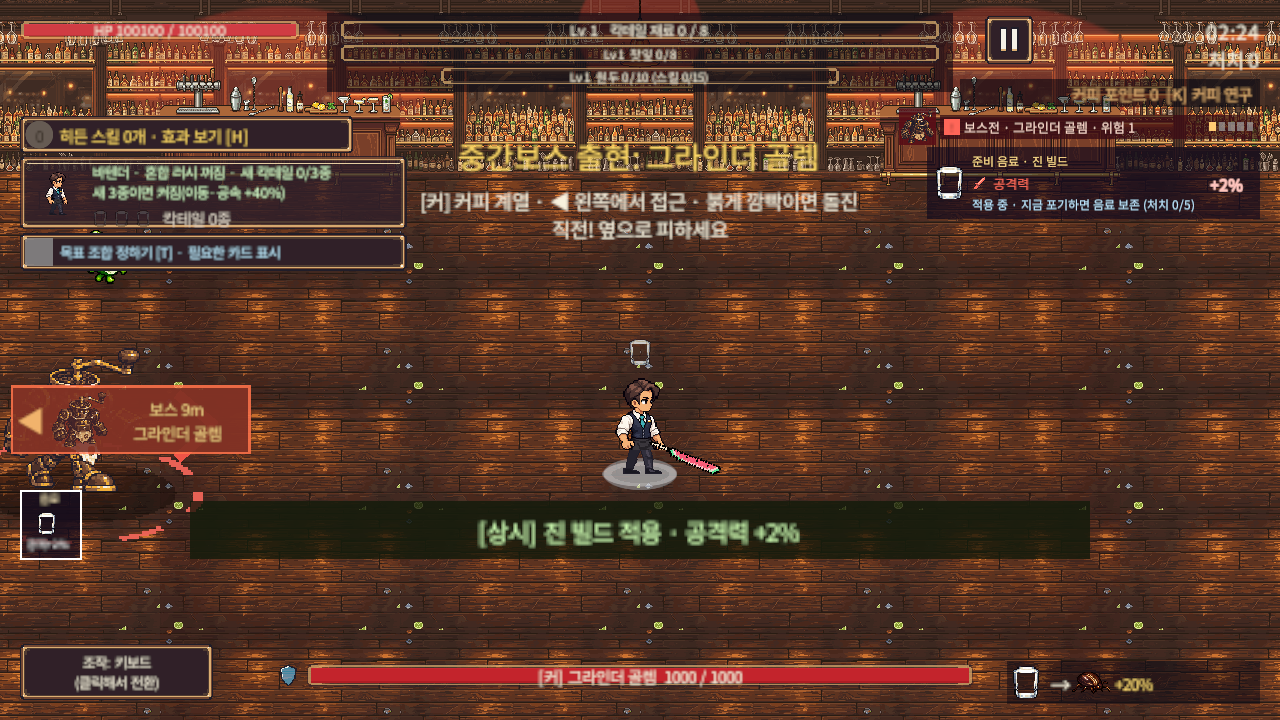 HP 100100 / 100100
Lv 1 칵테일 재료 0 / 8
Lv1 핫잎 0/8
Lv1 원두 0/10 (스킬 0/15)
02:24
처치 0
커피 포인트 0 [K] 커피 연구
0 히든 스킬 0개 · 효과 보기 [H]
바텐더 - 혼합 러시 꺼짐 - 새 칵테일 0/3종
새 3종이면 켜짐(이동·공속 +40%)
칵테일 0종
목표 조합 정하기 [T] - 필요한 카드 표시
중간보스 출현: 그라인더 골렘
[커] 커피 계열 · ◀ 왼쪽에서 접근 · 붉게 깜빡이면 돌진
직전! 옆으로 피하세요
보스전 · 그라인더 골렘 · 위험 1
준비 음료 · 진 빌드
공격력
+2%
적용 중 · 지금 포기하면 음료 보존 (처치 0/5)
보스 9m
그라인더 골렘
[상시] 진 빌드 적용 · 공격력 +2%
조작: 키보드
(클릭해서 전환)
[커] 그라인더 골렘 1000 / 1000
→ +20%